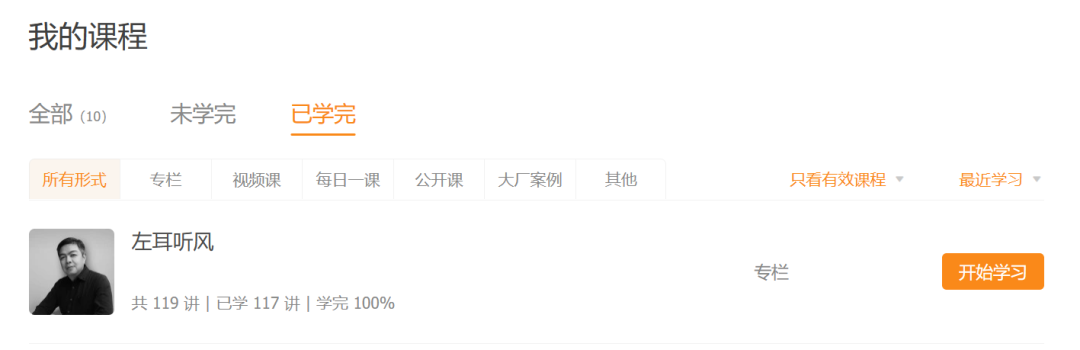 我的课程
全部 (10) 未学完 已学完
所有形式 专栏 视频课 每日一课 公开课 大厂案例 其他 只看有效课程 最近学习
左耳听风
专栏 开始学习
共 119 讲 | 已学 117 讲 | 学完 100%